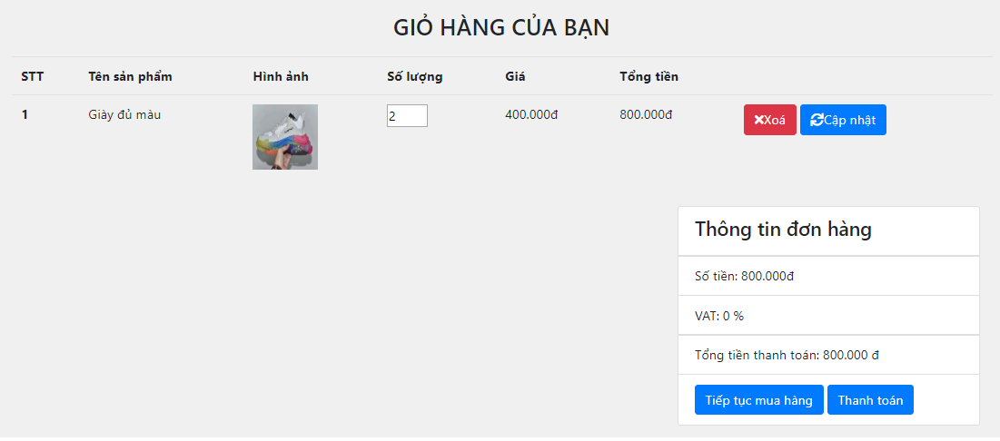 GIỎ HÀNG CỦA BẠN
STT Tên sản phẩm Hình ảnh Số lượng Giá Tổng tiền
1 Giày đủ màu 2 400.000đ 800.000đ Xoá Cập nhật
Thông tin đơn hàng
Số tiền: 800.000đ
VAT: 0 %
Tổng tiền thanh toán: 800.000 đ
Tiếp tục mua hàng Thanh toán